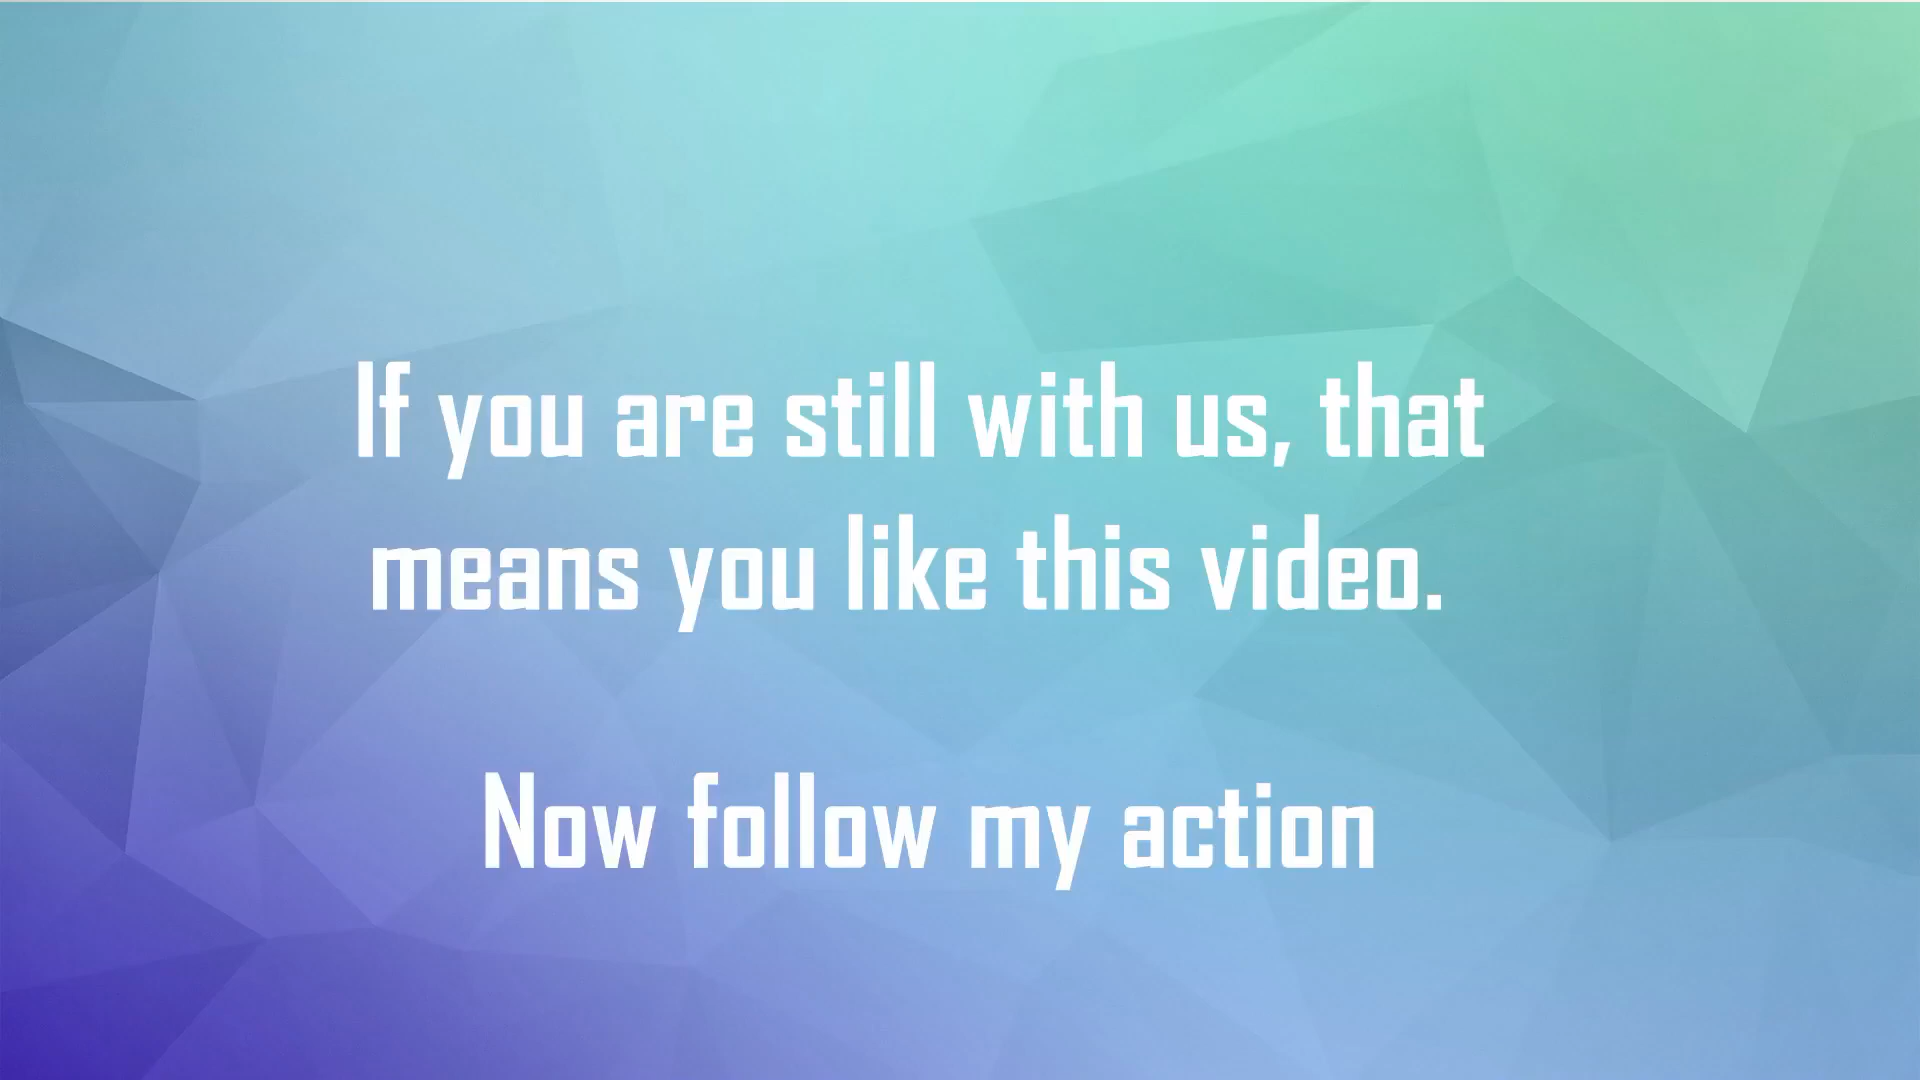 If you are still with us, that
means you like this video.
Now follow my action